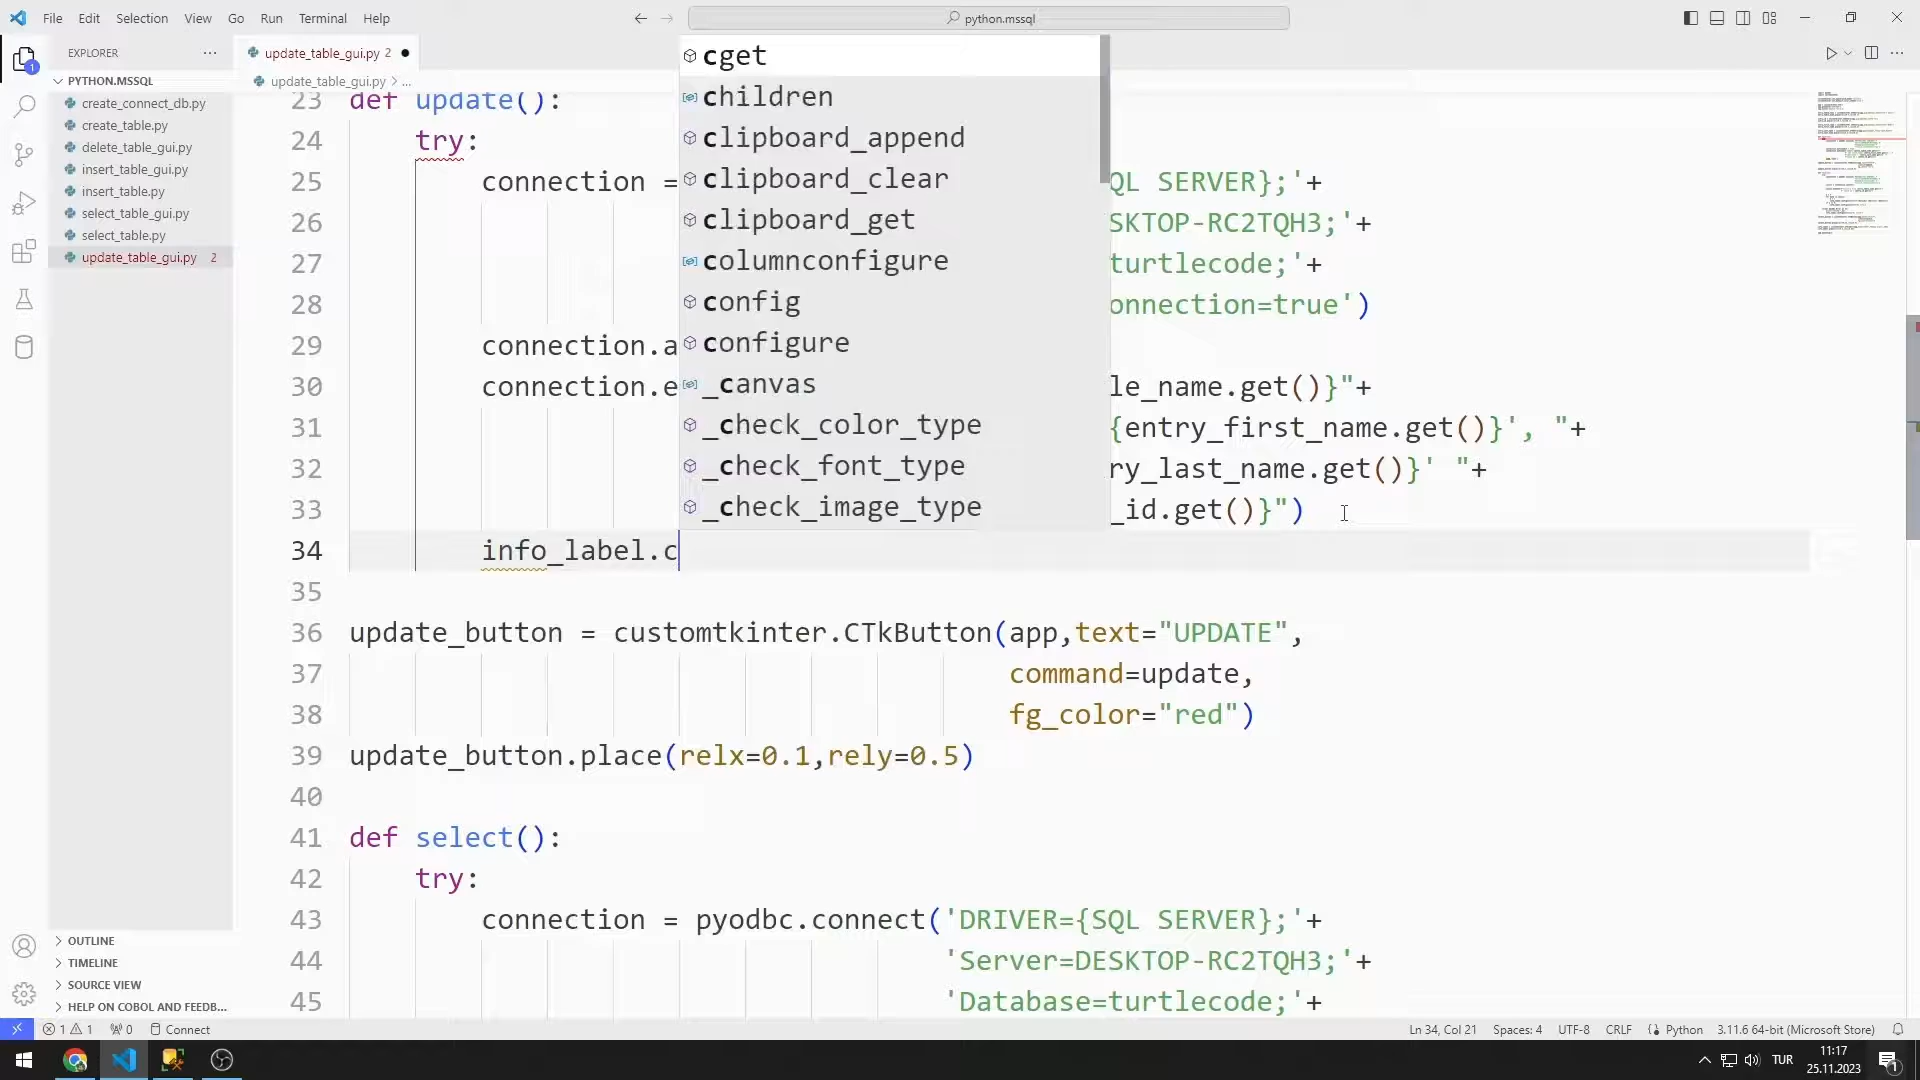 File Edit Selection View Go Run Terminal Help
python.mssql
EXPLORER
update_table_gui.py 2
PYTHON.MSSQL
update_table_gui.py > ...
create_connect_db.py
create_table.py
delete_table_gui.py
insert_table_gui.py
insert_table.py
select_table_gui.py
select_table.py
update_table_gui.py 2
OUTLINE
TIMELINE
SOURCE VIEW
HELP ON COBOL AND FEEDB...
cget
children
clipboard_append
clipboard_clear
clipboard_get
columnconfigure
config
configure
_canvas
_check_color_type
_check_font_type
_check_image_type
23 def update():
24 try:
25 connection = QL SERVER};'+
26 SKTOP-RC2TQH3;'+
27 turtlecode;'+
28 onnection=true')
29 connection.a
30 connection.e le_name.get()}"+
31 {entry_first_name.get()}', "+
32 ry_last_name.get()}' "+
33 _id.get()}")
34 info_label.c
35
36 update_button = customtkinter.CTkButton(app,text="UPDATE",
37 command=update,
38 fg_color="red")
39 update_button.place(relx=0.1,rely=0.5)
40
41 def select():
42 try:
43 connection = pyodbc.connect('DRIVER={SQL SERVER};'+
44 'Server=DESKTOP-RC2TQH3;'+
45 'Database=turtlecode;'+
1 1 0 Connect
Ln 34, Col 21 Spaces: 4 UTF-8 CRLF Python 3.11.6 64-bit (Microsoft Store)
TUR
11:17
25.11.2023
1